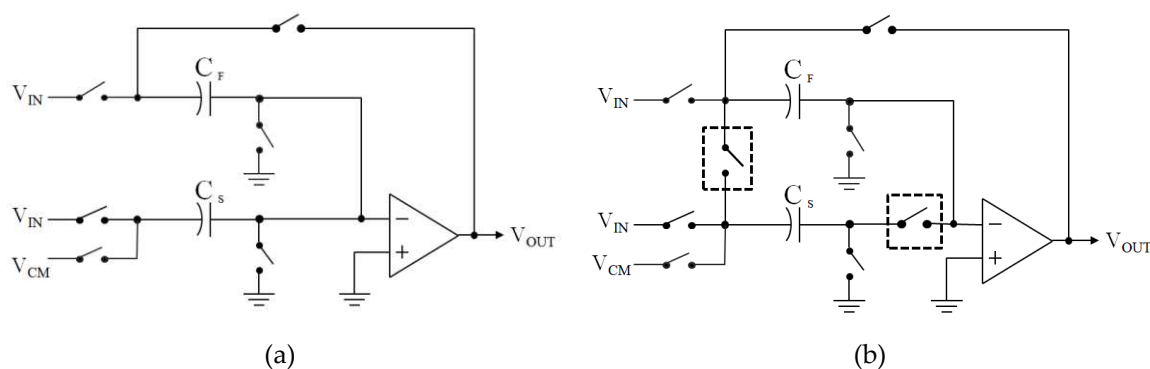 C_F
V_IN
C_S
V_IN
V_CM
−
+
V_OUT
(a)
C_F
V_IN
C_S
V_IN
V_CM
−
+
V_OUT
(b)